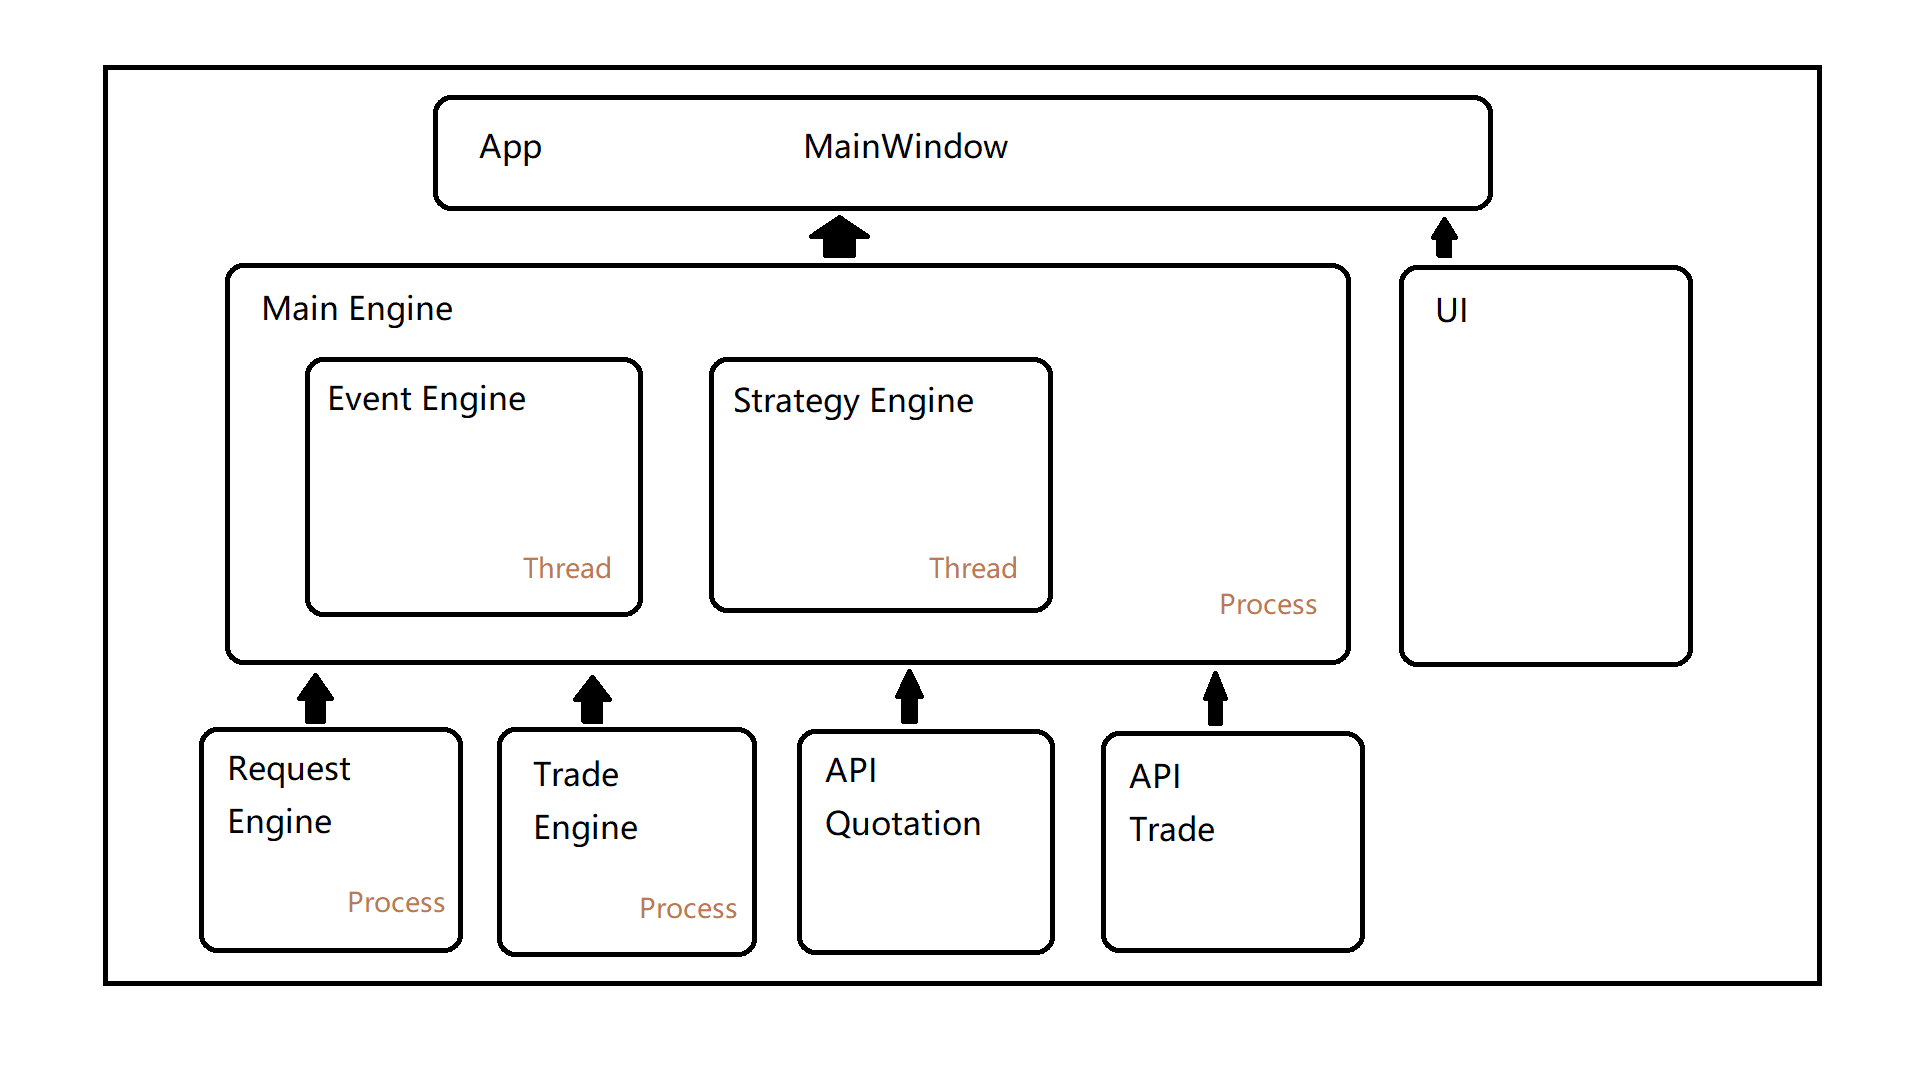 App
MainWindow
Main Engine
UI
Event Engine
Strategy Engine
Thread
Thread
Process
Request
Engine
Process
Trade
Engine
Process
API
Quotation
API
Trade